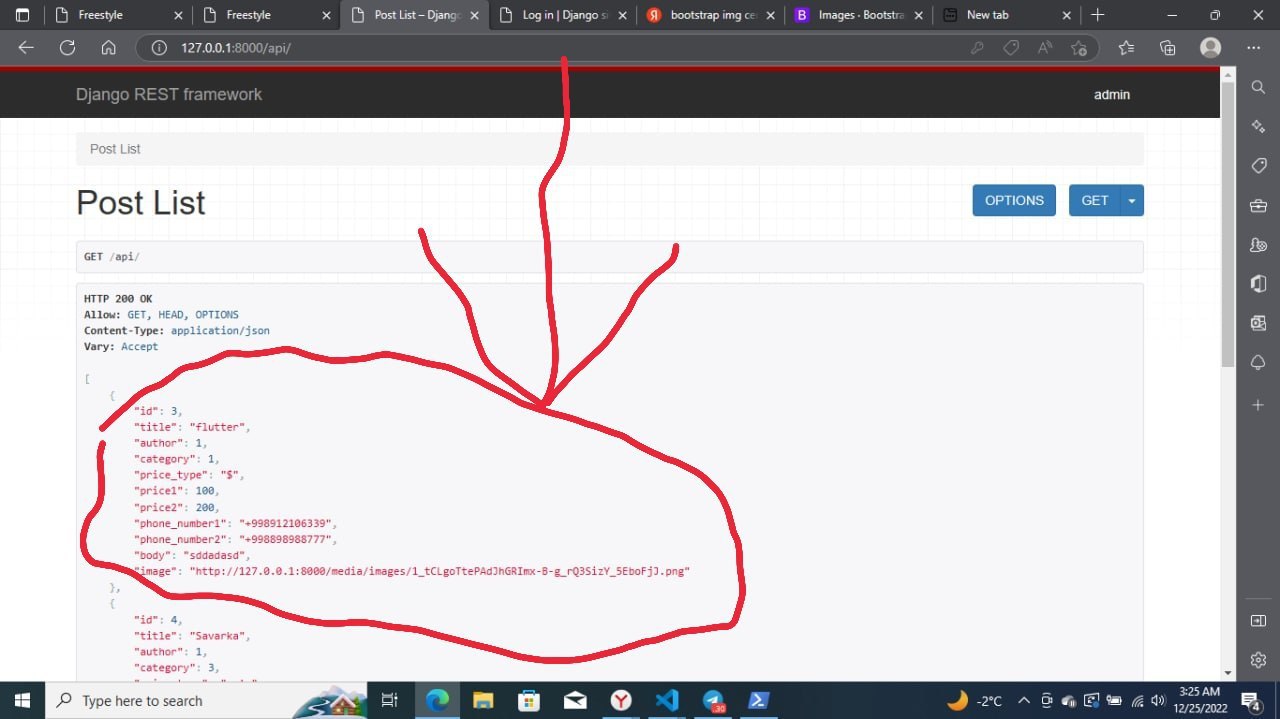 Freestyle
Freestyle
Post List – Django
Log in | Django si
bootstrap img ce
Images · Bootstra
New tab
127.0.0.1:8000/api/
Django REST framework
admin
Post List
Post List
OPTIONS
GET
GET /api/
HTTP 200 OK
Allow: GET, HEAD, OPTIONS
Content-Type: application/json
Vary: Accept
[
{
"id": 3,
"title": "flutter",
"author": 1,
"category": 1,
"price_type": "$",
"price1": 100,
"price2": 200,
"phone_number1": "+998912106339",
"phone_number2": "+998898988777",
"body": "sddadasd",
"image": "http://127.0.0.1:8000/media/images/1_tCLgoTtePAdJhGRImx-B-g_rQ3SizY_5EboFjJ.png"
},
{
"id": 4,
"title": "Savarka",
"author": 1,
"category": 3,
Type here to search
30
-2°C
3:25 AM
12/25/2022
4